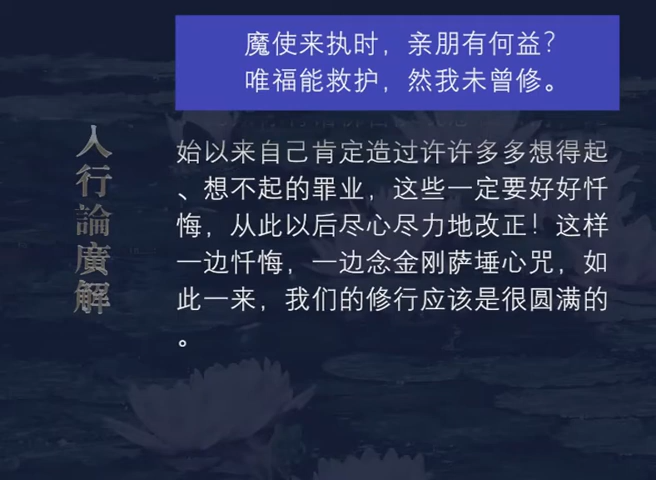 魔使来执时，亲朋有何益？
唯福能救护，然我未曾修。
入行論廣解
始以来自己肯定造过许许多多想得起
、想不起的罪业，这些一定要好好忏
悔，从此以后尽心尽力地改正！这样
一边忏悔，一边念金刚萨埵心咒，如
此一来，我们的修行应该是很圆满的
。